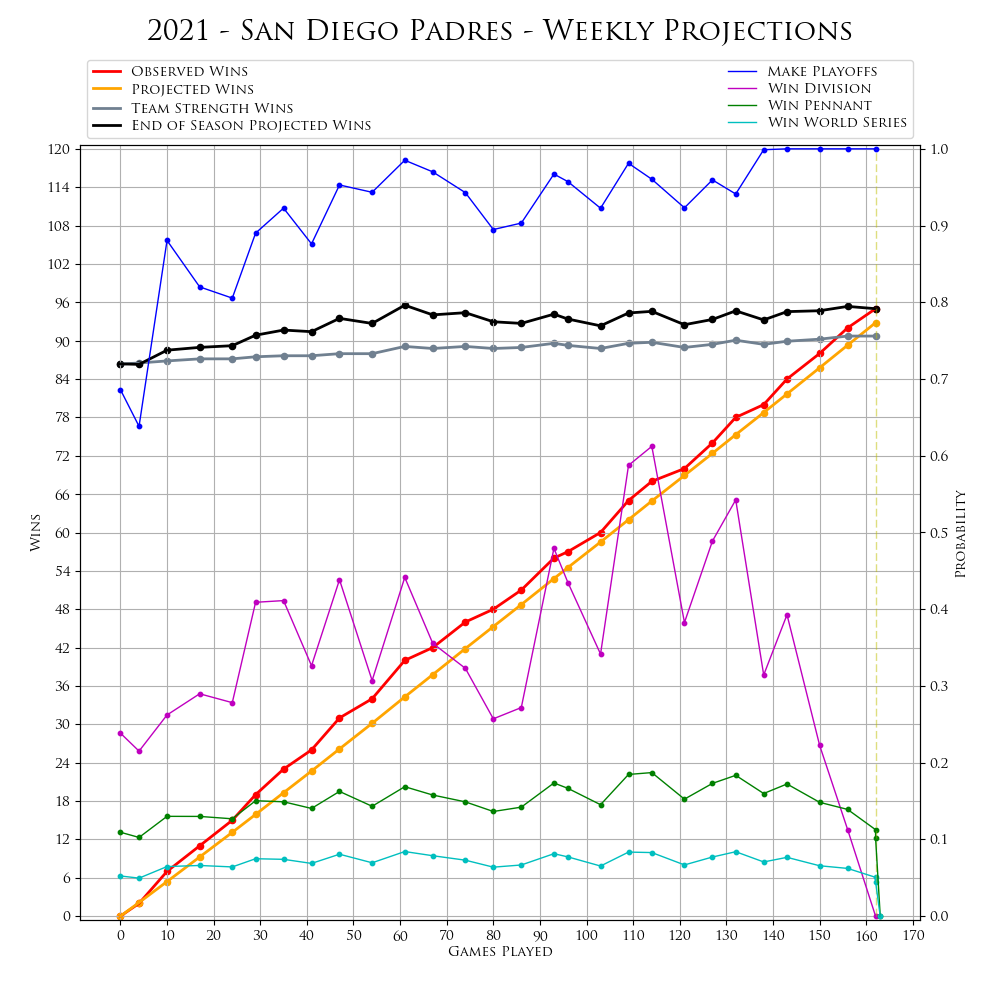 2021 - San Diego Padres - Weekly Projections
Observed Wins
Projected Wins
Team Strength Wins
End of Season Projected Wins
Make Playoffs
Win Division
Win Pennant
Win World Series
120
114
108
102
96
90
84
78
72
66
60
54
48
42
36
30
24
18
12
6
0
Wins
1.0
0.9
0.8
0.7
0.6
0.5
0.4
0.3
0.2
0.1
0.0
Probability
0 10 20 30 40 50 60 70 80 90 100 110 120 130 140 150 160 170
Games Played